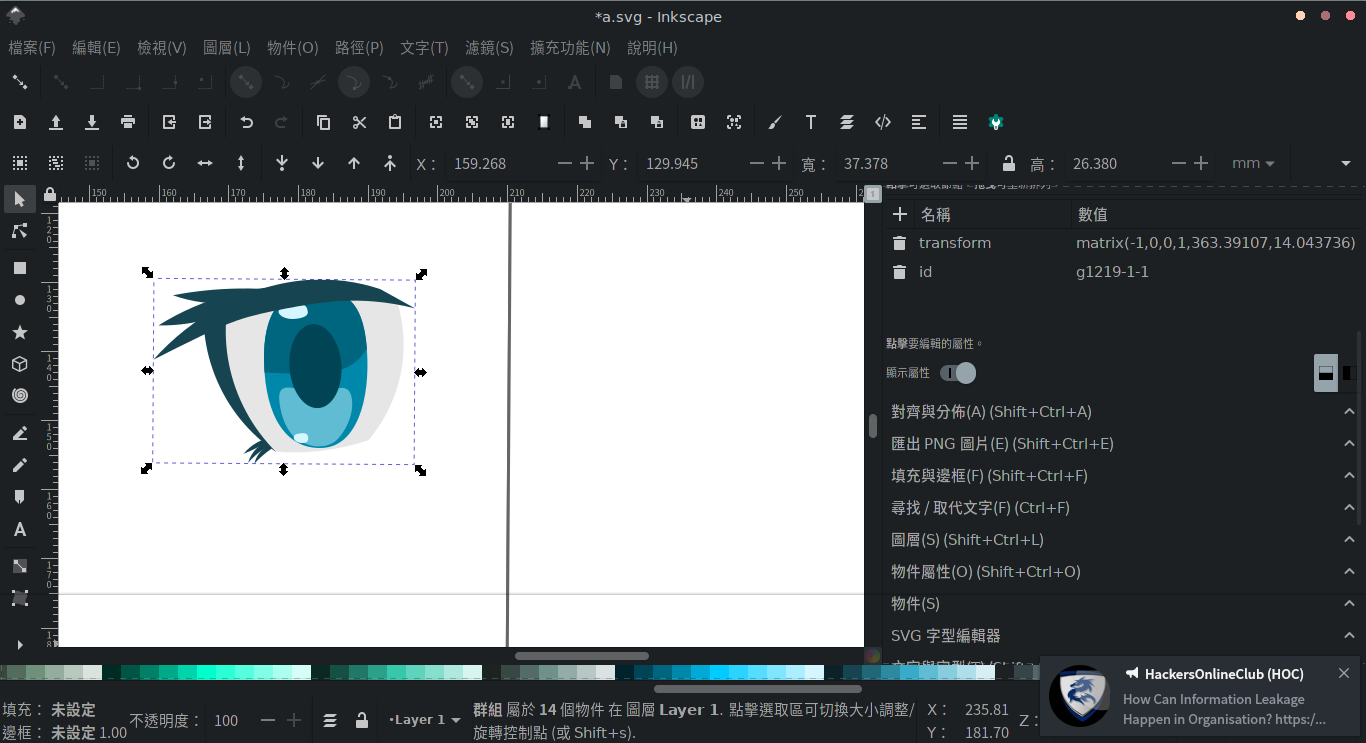 *a.svg - Inkscape
檔案(F) 編輯(E) 檢視(V) 圖層(L) 物件(O) 路徑(P) 文字(T) 濾鏡(S) 擴充功能(N) 說明(H)
X： 159.268 Y： 129.945 寬： 37.378 高： 26.380 mm
150 160 170 180 190 200 210 220 230 240 250
1
名稱 數值
transform matrix(-1,0,0,1,363.39107,14.043736)
id g1219-1-1
點擊要編輯的屬性。
顯示屬性
對齊與分佈(A) (Shift+Ctrl+A)
匯出 PNG 圖片(E) (Shift+Ctrl+E)
填充與邊框(F) (Shift+Ctrl+F)
尋找 / 取代文字(F) (Ctrl+F)
圖層(S) (Shift+Ctrl+L)
物件屬性(O) (Shift+Ctrl+O)
物件(S)
SVG 字型編輯器
120
130
140
150
160
170
HackersOnlineClub (HOC)
How Can Information Leakage
Happen in Organisation? https:/...
填充： 未設定
邊框： 未設定 1.00
不透明度： 100
•Layer 1
群組 屬於 14 個物件 在 圖層 Layer 1. 點擊選取區可切換大小調整/
旋轉控制點 (或 Shift+s).
X： 235.81
Y： 181.70
Z：